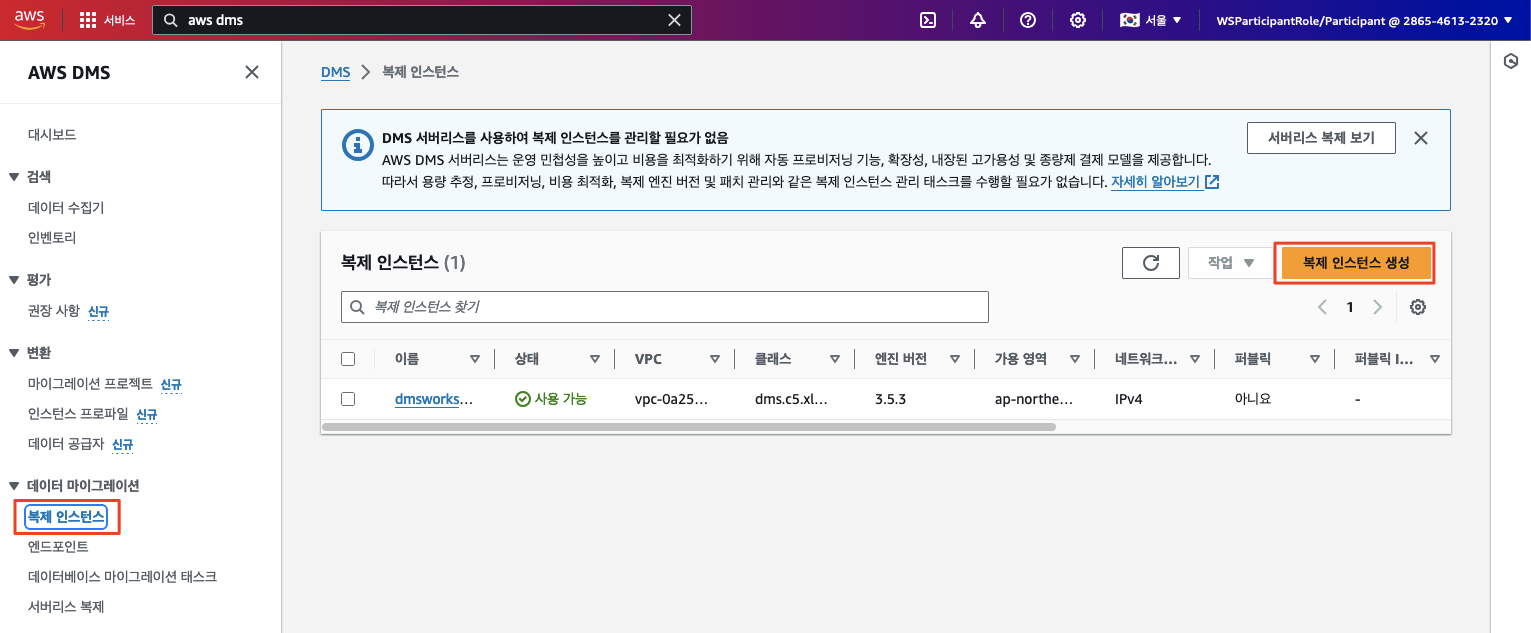 aws
서비스
aws dms
서울
WSParticipantRole/Participant @ 2865-4613-2320
AWS DMS
대시보드
검색
데이터 수집기
인벤토리
평가
권장 사항 신규
변환
마이그레이션 프로젝트 신규
인스턴스 프로파일 신규
데이터 공급자 신규
데이터 마이그레이션
복제 인스턴스
엔드포인트
데이터베이스 마이그레이션 태스크
서버리스 복제
DMS
복제 인스턴스
DMS 서버리스를 사용하여 복제 인스턴스를 관리할 필요가 없음
AWS DMS 서버리스는 운영 민첩성을 높이고 비용을 최적화하기 위해 자동 프로비저닝 기능, 확장성, 내장된 고가용성 및 종량제 결제 모델을 제공합니다.
따라서 용량 추정, 프로비저닝, 비용 최적화, 복제 엔진 버전 및 패치 관리와 같은 복제 인스턴스 관리 태스크를 수행할 필요가 없습니다. 자세히 알아보기
서버리스 복제 보기
복제 인스턴스 (1)
작업
복제 인스턴스 생성
복제 인스턴스 찾기
1
이름 상태 VPC 클래스 엔진 버전 가용 영역 네트워크... 퍼블릭 퍼블릭 I...
dmsworks... 사용 가능 vpc-0a25... dms.c5.xl... 3.5.3 ap-northe... IPv4 아니요 -